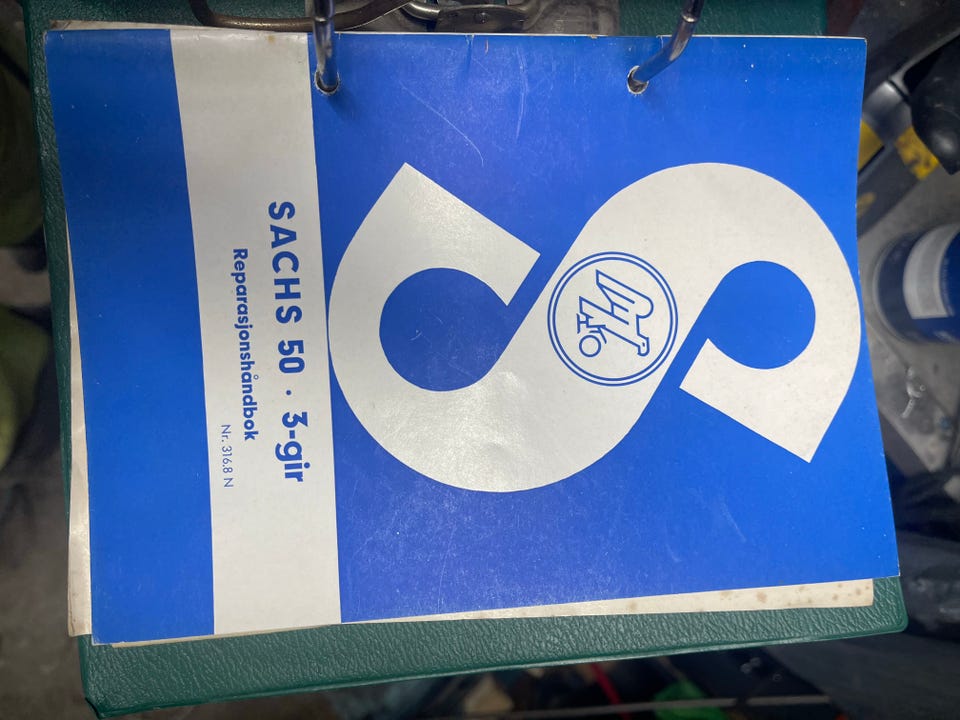 SACHS 50 · 3-gir
Reparasjonshåndbok
Nr. 316.8 N